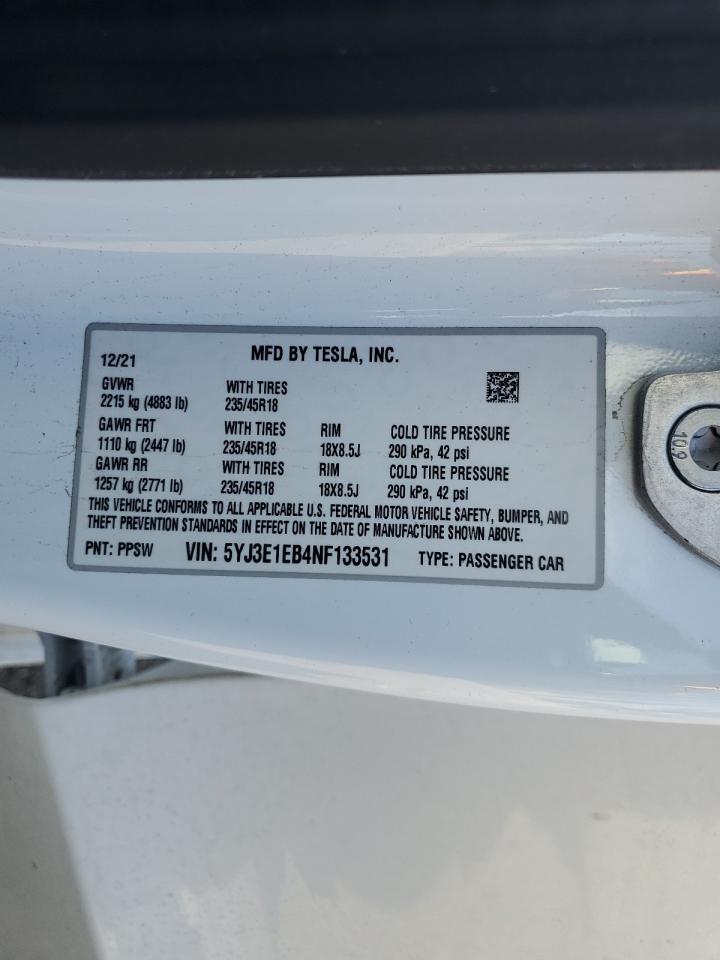 12/21 MFD BY TESLA, INC.
GVWR WITH TIRES
2215 kg (4883 lb) 235/45R18
GAWR FRT WITH TIRES RIM COLD TIRE PRESSURE
1110 kg (2447 lb) 235/45R18 18X8.5J 290 kPa, 42 psi
GAWR RR WITH TIRES RIM COLD TIRE PRESSURE
1257 kg (2771 lb) 235/45R18 18X8.5J 290 kPa, 42 psi
THIS VEHICLE CONFORMS TO ALL APPLICABLE U.S. FEDERAL MOTOR VEHICLE SAFETY, BUMPER, AND
THEFT PREVENTION STANDARDS IN EFFECT ON THE DATE OF MANUFACTURE SHOWN ABOVE.
PNT: PPSW VIN: 5YJ3E1EB4NF133531 TYPE: PASSENGER CAR
10.9